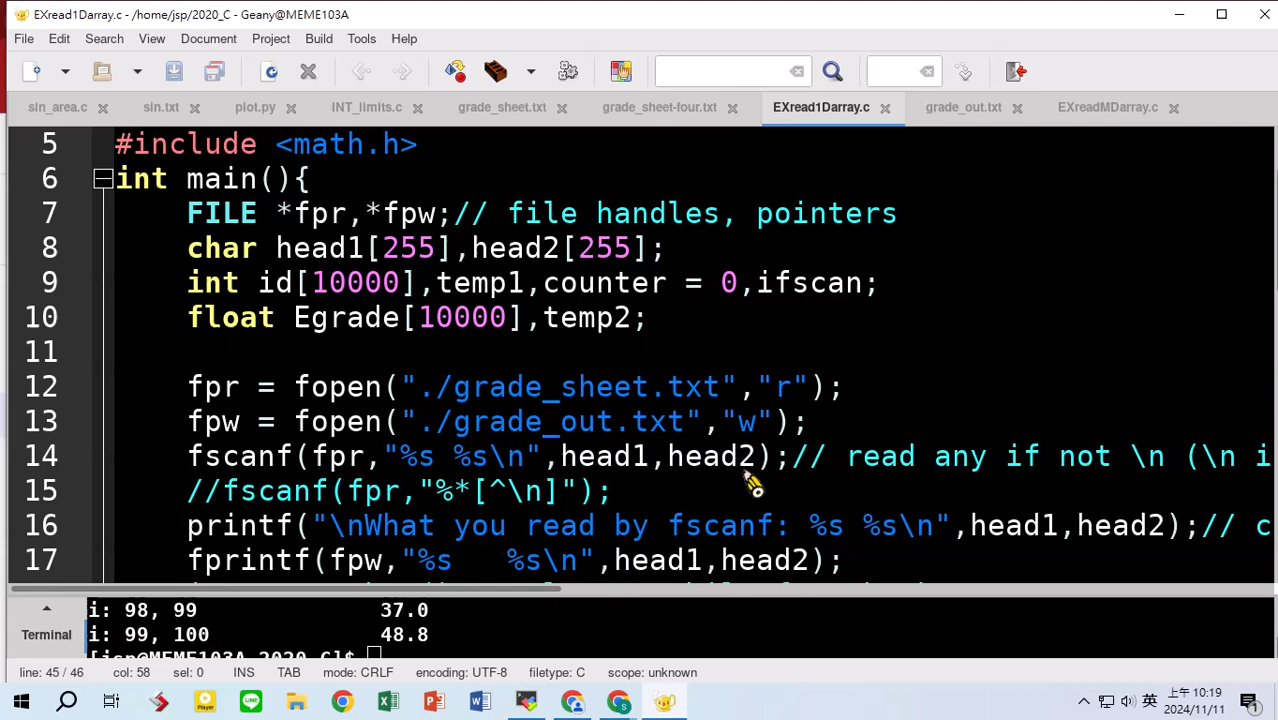 EXread1Darray.c - /home/jsp/2020_C - Geany@MEME103A
File Edit Search View Document Project Build Tools Help
sin_area.c sin.txt plot.py INT_limits.c grade_sheet.txt grade_sheet-four.txt EXread1Darray.c grade_out.txt EXreadMDarray.c
5 #include <math.h>
6 int main(){
7 FILE *fpr,*fpw;// file handles, pointers
8 char head1[255],head2[255];
9 int id[10000],temp1,counter = 0,ifscan;
10 float Egrade[10000],temp2;
11
12 fpr = fopen("./grade_sheet.txt","r");
13 fpw = fopen("./grade_out.txt","w");
14 fscanf(fpr,"%s %s\n",head1,head2);// read any if not \n (\n i
15 //fscanf(fpr,"%*[^\n]");
16 printf("\nWhat you read by fscanf: %s %s\n",head1,head2);// c
17 fprintf(fpw,"%s   %s\n",head1,head2);
i: 98, 99 37.0
Terminal
i: 99, 100 48.8
[jsp@MEME103A 2020_C]$
line: 45 / 46 col: 58 sel: 0 INS TAB mode: CRLF encoding: UTF-8 filetype: C scope: unknown
英 上午 10:19
2024/11/11